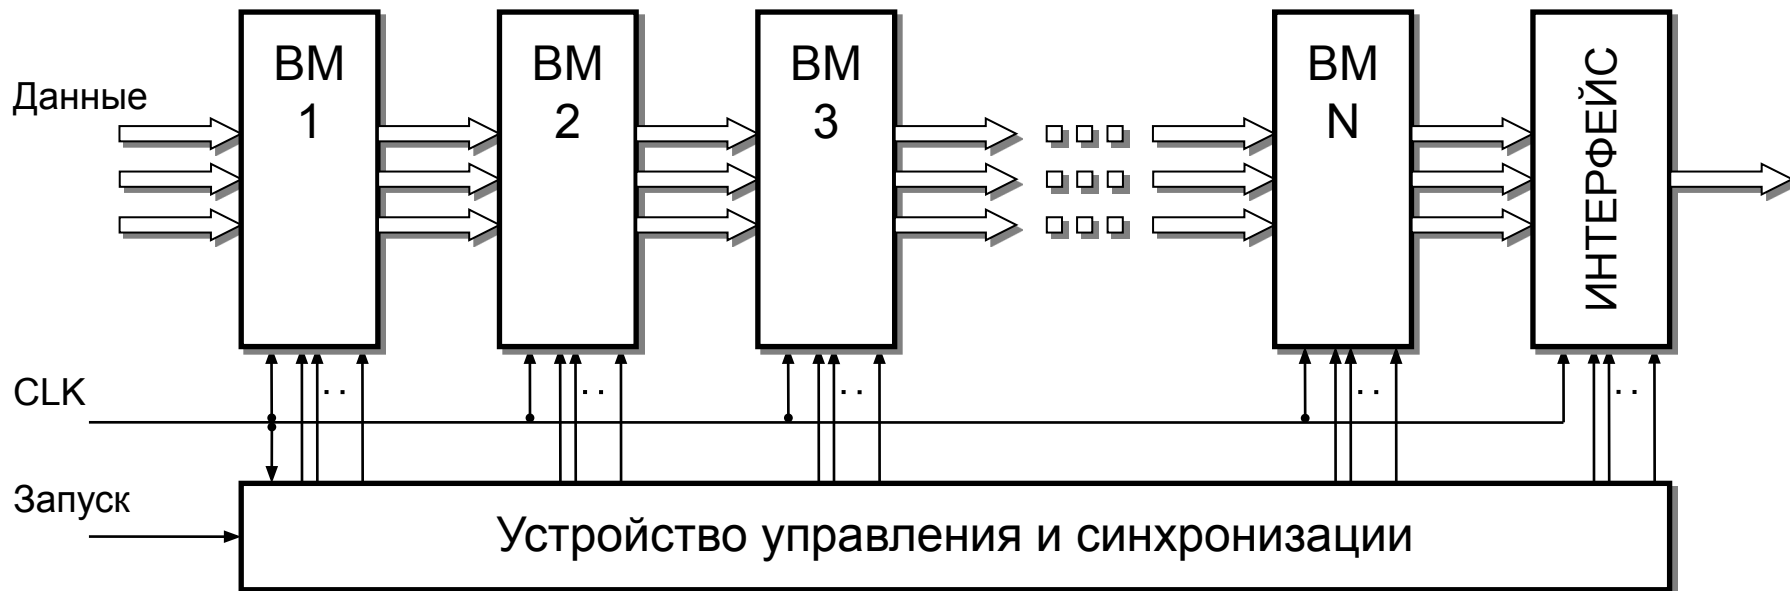 Данные
ВМ
1
ВМ
2
ВМ
3
ВМ
N
ИНТЕРФЕЙС
CLK
. .
. .
. .
. .
. .
Запуск
Устройство управления и синхронизации